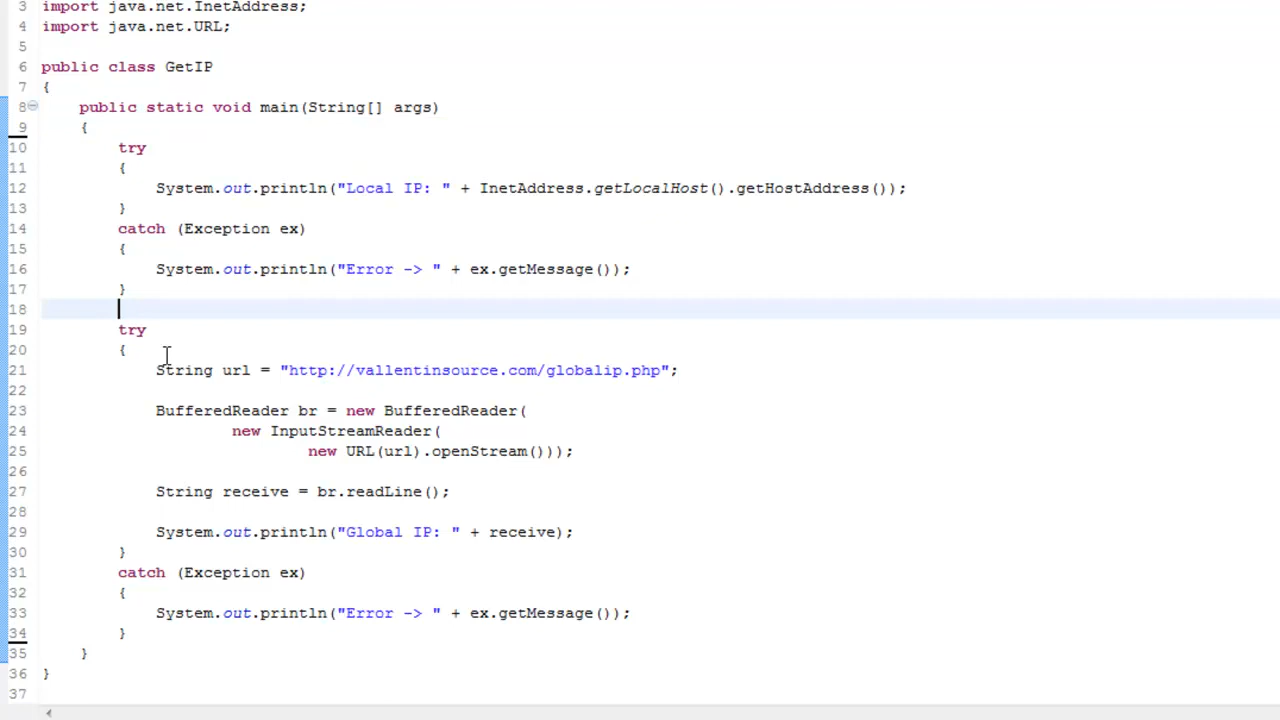 3 import java.net.InetAddress;
4 import java.net.URL;
5
6 public class GetIP
7 {
8 public static void main(String[] args)
9 {
10 try
11 {
12 System.out.println("Local IP: " + InetAddress.getLocalHost().getHostAddress());
13 }
14 catch (Exception ex)
15 {
16 System.out.println("Error -> " + ex.getMessage());
17 }
18
19 try
20 {
21 String url = "http://vallentinsource.com/globalip.php";
22
23 BufferedReader br = new BufferedReader(
24 new InputStreamReader(
25 new URL(url).openStream()));
26
27 String receive = br.readLine();
28
29 System.out.println("Global IP: " + receive);
30 }
31 catch (Exception ex)
32 {
33 System.out.println("Error -> " + ex.getMessage());
34 }
35 }
36 }
37